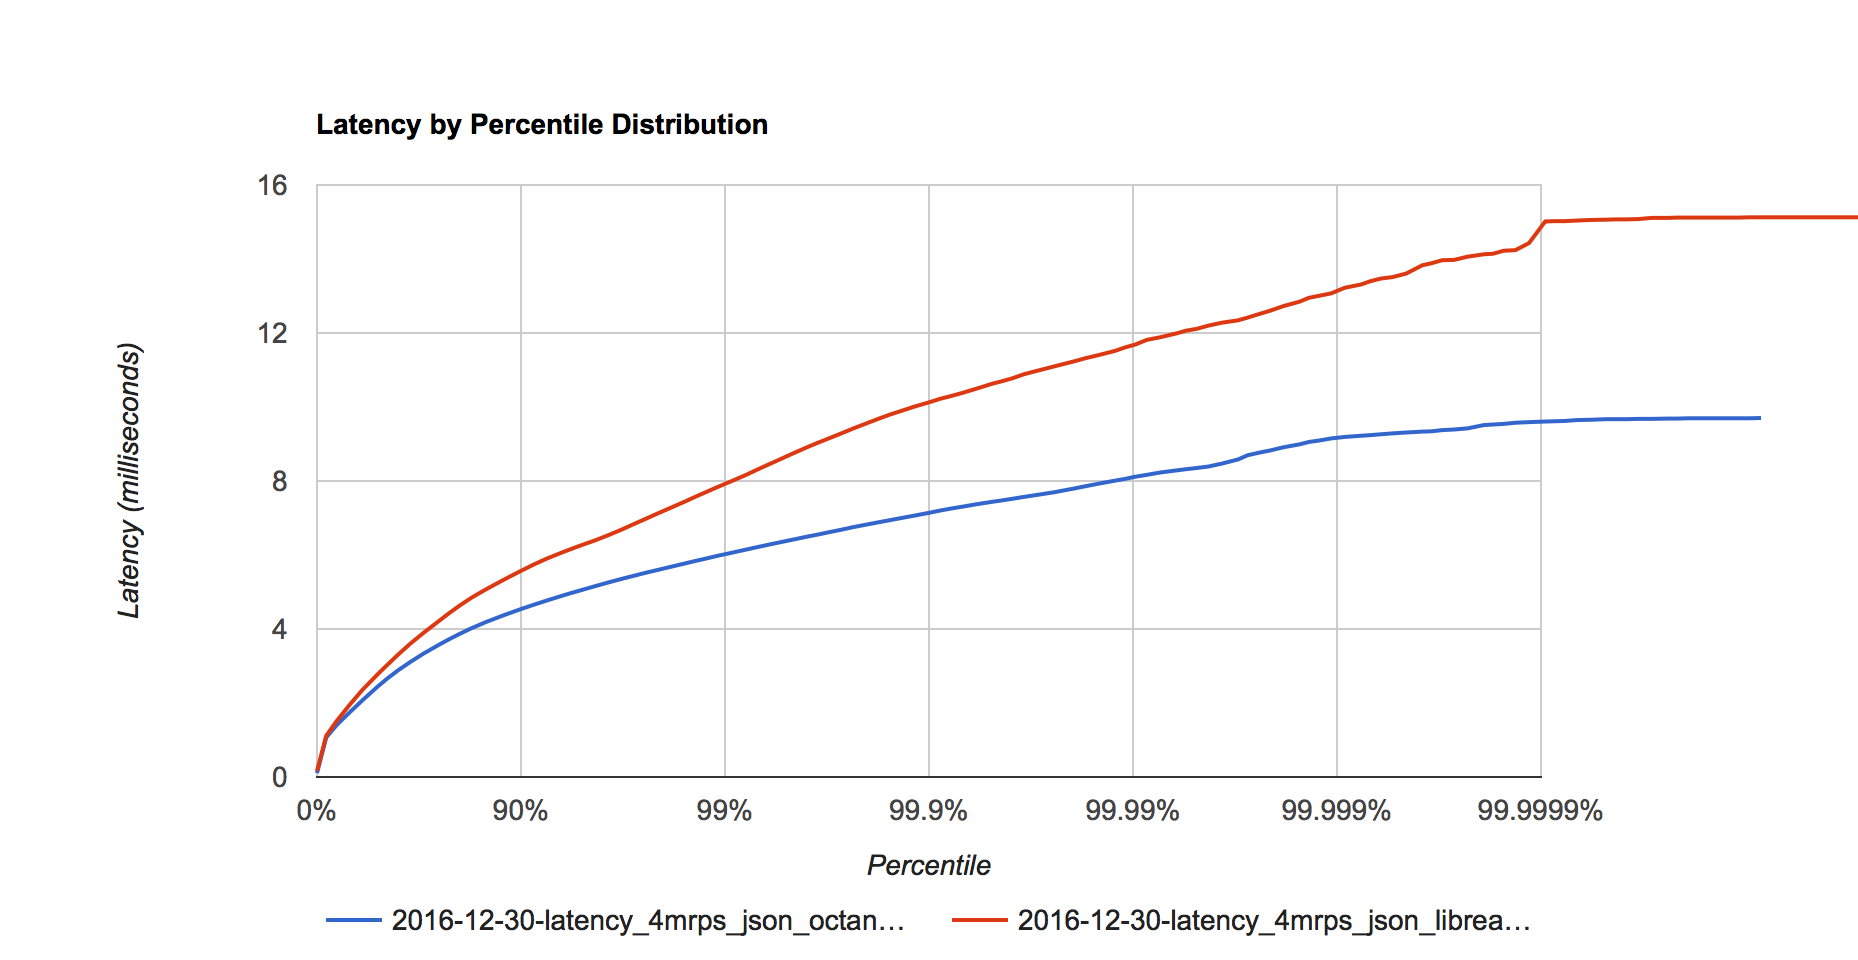 Latency by Percentile Distribution
16
12
8
4
0
Latency (milliseconds)
0% 90% 99% 99.9% 99.99% 99.999% 99.9999%
Percentile
2016-12-30-latency_4mrps_json_octan… 2016-12-30-latency_4mrps_json_librea…